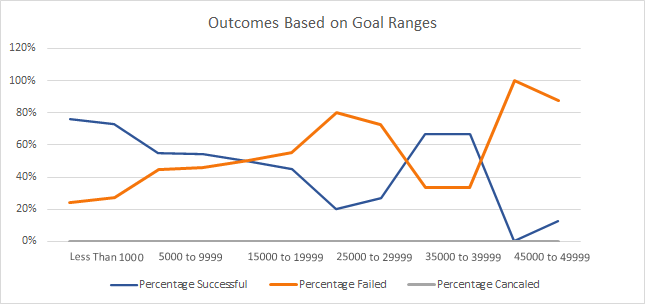 Outcomes Based on Goal Ranges
120%
100%
80%
60%
40%
20%
0%
Less Than 1000 5000 to 9999 15000 to 19999 25000 to 29999 35000 to 39999 45000 to 49999
Percentage Successful Percentage Failed Percentage Cancaled